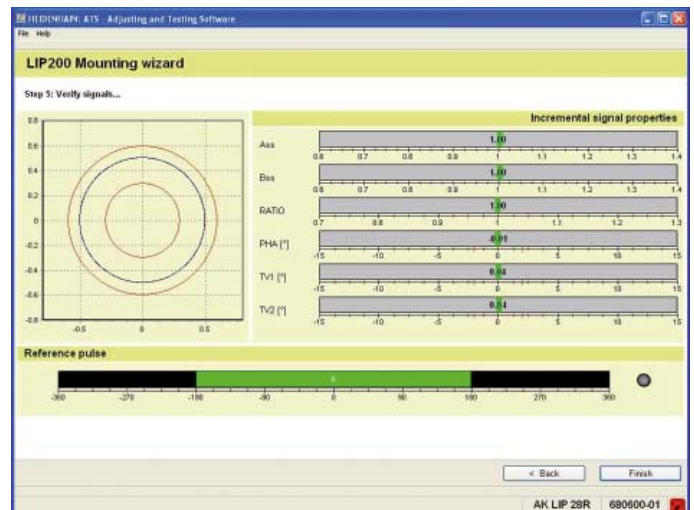 HEIDENHAIN: ATS - Adjusting and Testing Software
File Help
LIP200 Mounting wizard
Step 5: Verify signals...
Incremental signal properties
0.8
0.6
0.4
0.2
0
-0.2
-0.4
-0.6
-0.8
-0.5 0 0.5
Ass 1.00
0.6 0.7 0.8 0.9 1 1.1 1.2 1.3 1.4
Bss 1.00
0.6 0.7 0.8 0.9 1 1.1 1.2 1.3 1.4
RATIO 1.00
0.7 0.8 0.9 1 1.1 1.2 1.3
PHA [°] -0.01
-15 -10 -5 0 5 10 15
TV1 [°] 0.04
-15 -10 -5 0 5 10 15
TV2 [°] 0.04
-15 -10 -5 0 5 10 15
Reference pulse
-360 -270 -180 -90 0 90 180 270 360
< Back Finish
AK LIP 28R 680600-01